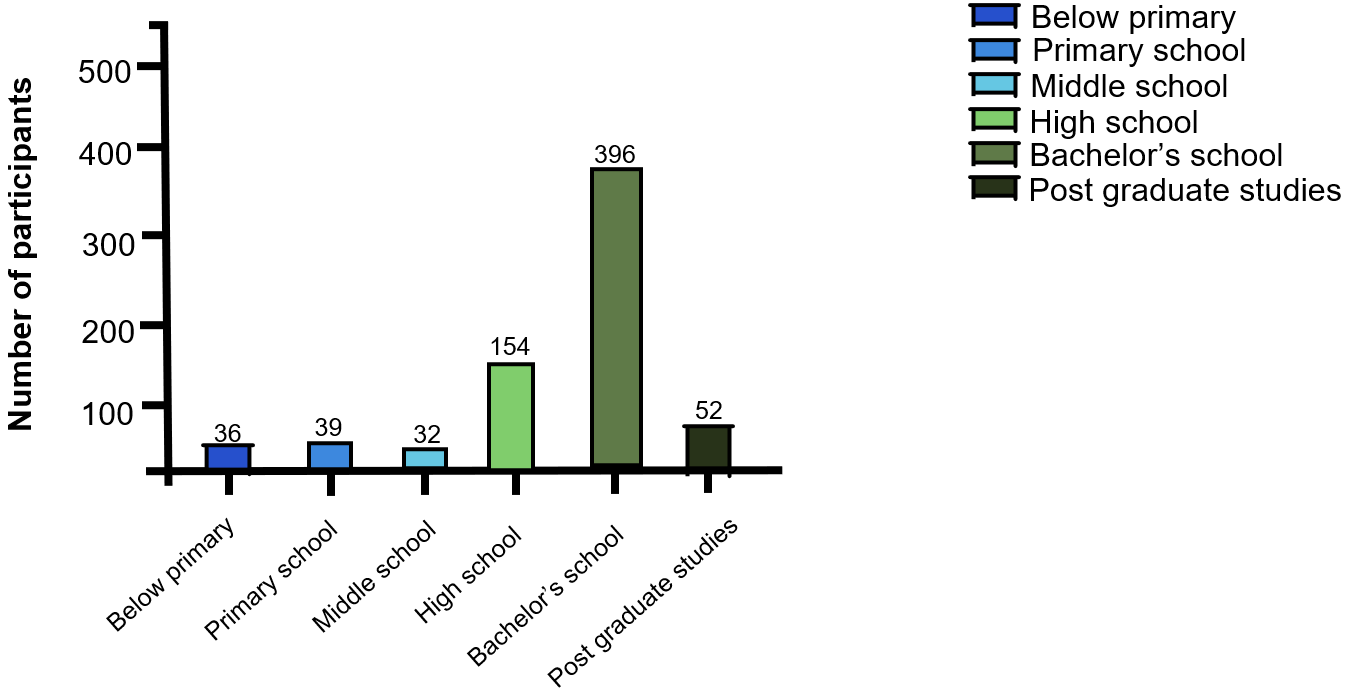 Number of participants
500
400
300
200
100
36
39
32
154
396
52
Below primary
Primary school
Middle school
High school
Bachelor’s school
Post graduate studies
Below primary
Primary school
Middle school
High school
Bachelor’s school
Post graduate studies